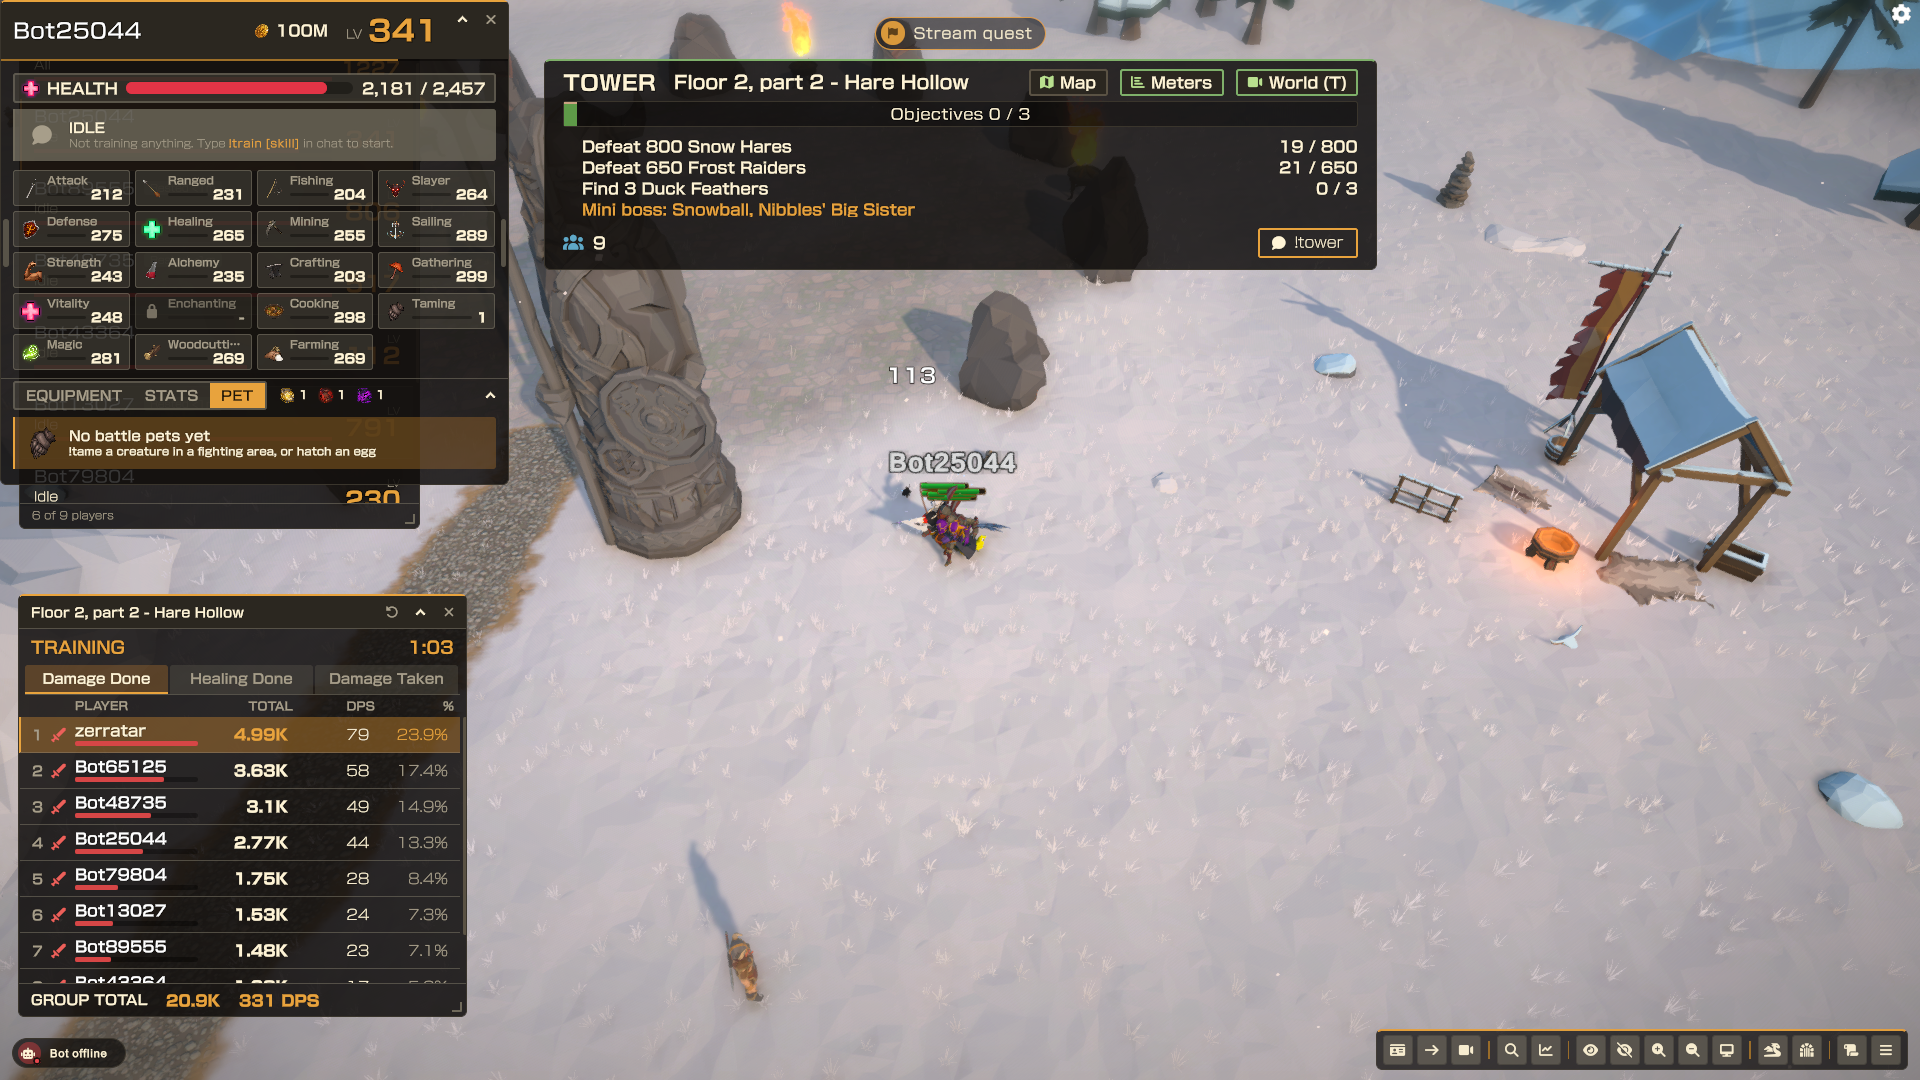 Bot25044
100M
LV 341
HEALTH
2,181 / 2,457
IDLE
Not training anything. Type !train [skill] in chat to start.
Attack 212
Ranged 231
Fishing 204
Slayer 264
Defense 275
Healing 265
Mining 255
Sailing 289
Strength 243
Alchemy 235
Crafting 203
Gathering 299
Vitality 248
Enchanting -
Cooking 298
Taming 1
Magic 281
Woodcutti... 269
Farming 269
EQUIPMENT STATS PET 1 1 1
No battle pets yet
!tame a creature in a fighting area, or hatch an egg
Bot79804
Idle
230
6 of 9 players
Stream quest
TOWER Floor 2, part 2 - Hare Hollow
Map
Meters
World (T)
Objectives 0 / 3
Defeat 800 Snow Hares 19 / 800
Defeat 650 Frost Raiders 21 / 650
Find 3 Duck Feathers 0 / 3
Mini boss: Snowball, Nibbles' Big Sister
9
!tower
113
Bot25044
Floor 2, part 2 - Hare Hollow
TRAINING 1:03
Damage Done Healing Done Damage Taken
PLAYER TOTAL DPS %
1 zerratar 4.99K 79 23.9%
2 Bot65125 3.63K 58 17.4%
3 Bot48735 3.1K 49 14.9%
4 Bot25044 2.77K 44 13.3%
5 Bot79804 1.75K 28 8.4%
6 Bot13027 1.53K 24 7.3%
7 Bot89555 1.48K 23 7.1%
Bot43364
GROUP TOTAL 20.9K 331 DPS
Bot offline